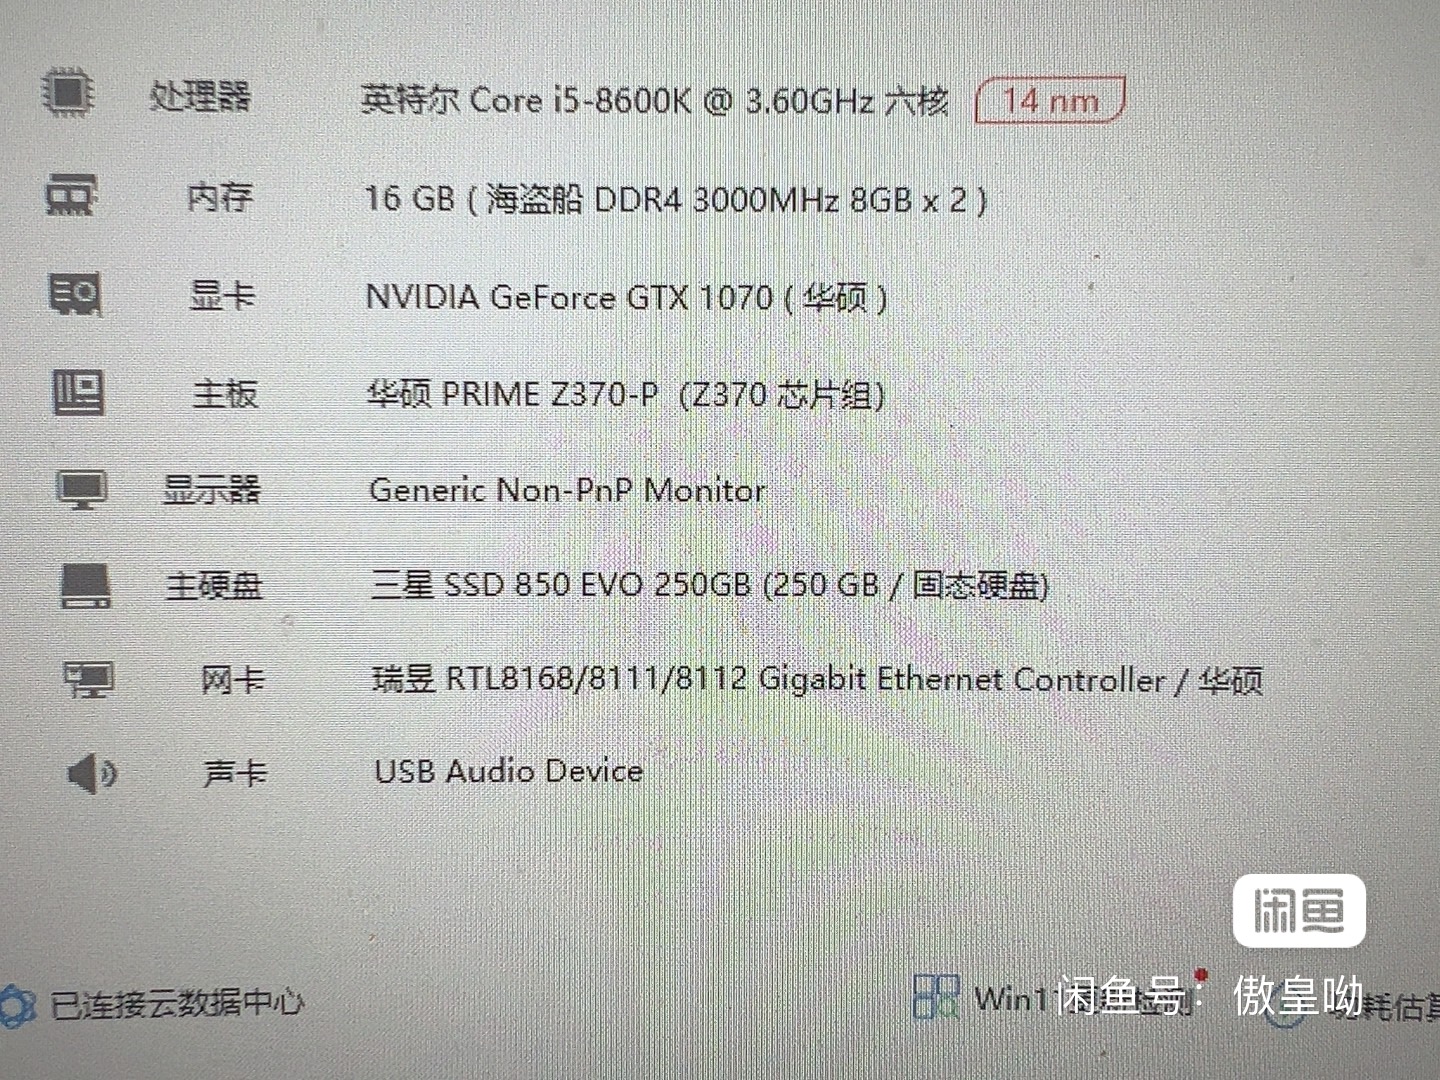 处理器 英特尔 Core i5-8600K @ 3.60GHz 六核 14 nm
内存 16 GB ( 海盗船 DDR4 3000MHz 8GB x 2 )
显卡 NVIDIA GeForce GTX 1070 ( 华硕 )
主板 华硕 PRIME Z370-P (Z370 芯片组)
显示器 Generic Non-PnP Monitor
主硬盘 三星 SSD 850 EVO 250GB (250 GB / 固态硬盘)
网卡 瑞昱 RTL8168/8111/8112 Gigabit Ethernet Controller / 华硕
声卡 USB Audio Device
闲鱼
已连接云数据中心 Win11 检测 耗估算
闲鱼号：傲皇呦